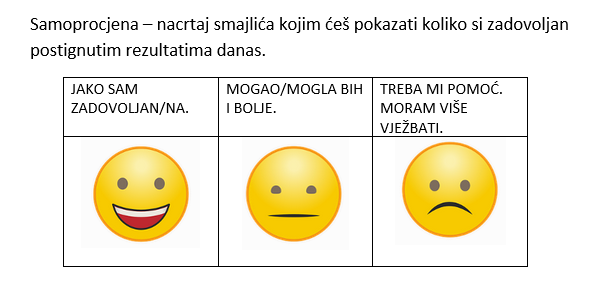 Samoprocjena – nacrtaj smajlića kojim ćeš pokazati koliko si zadovoljan
postignutim rezultatima danas.
JAKO SAM
ZADOVOLJAN/NA.
MOGAO/MOGLA BIH
I BOLJE.
TREBA MI POMOĆ.
MORAM VIŠE
VJEŽBATI.